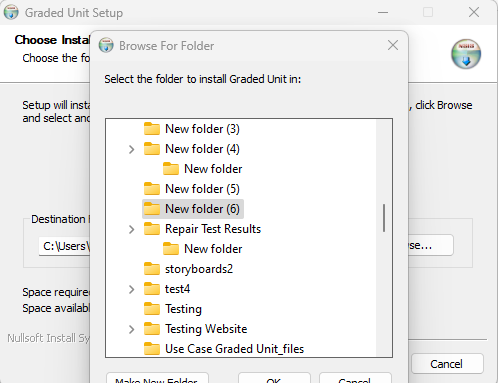 Graded Unit Setup
Choose Insta
Choose the fo
Browse For Folder
Select the folder to install Graded Unit in:
Setup will insta
, click Browse
and select ano
New folder (3)
New folder (4)
New folder
New folder (5)
New folder (6)
Repair Test Results
New folder
storyboards2
test4
Testing
Testing Website
Use Case Graded Unit_files
Destination
C:\Users\
se...
Space require
Space available
Nullsoft Install Sy
Make New Folder
OK
Cancel
Cancel